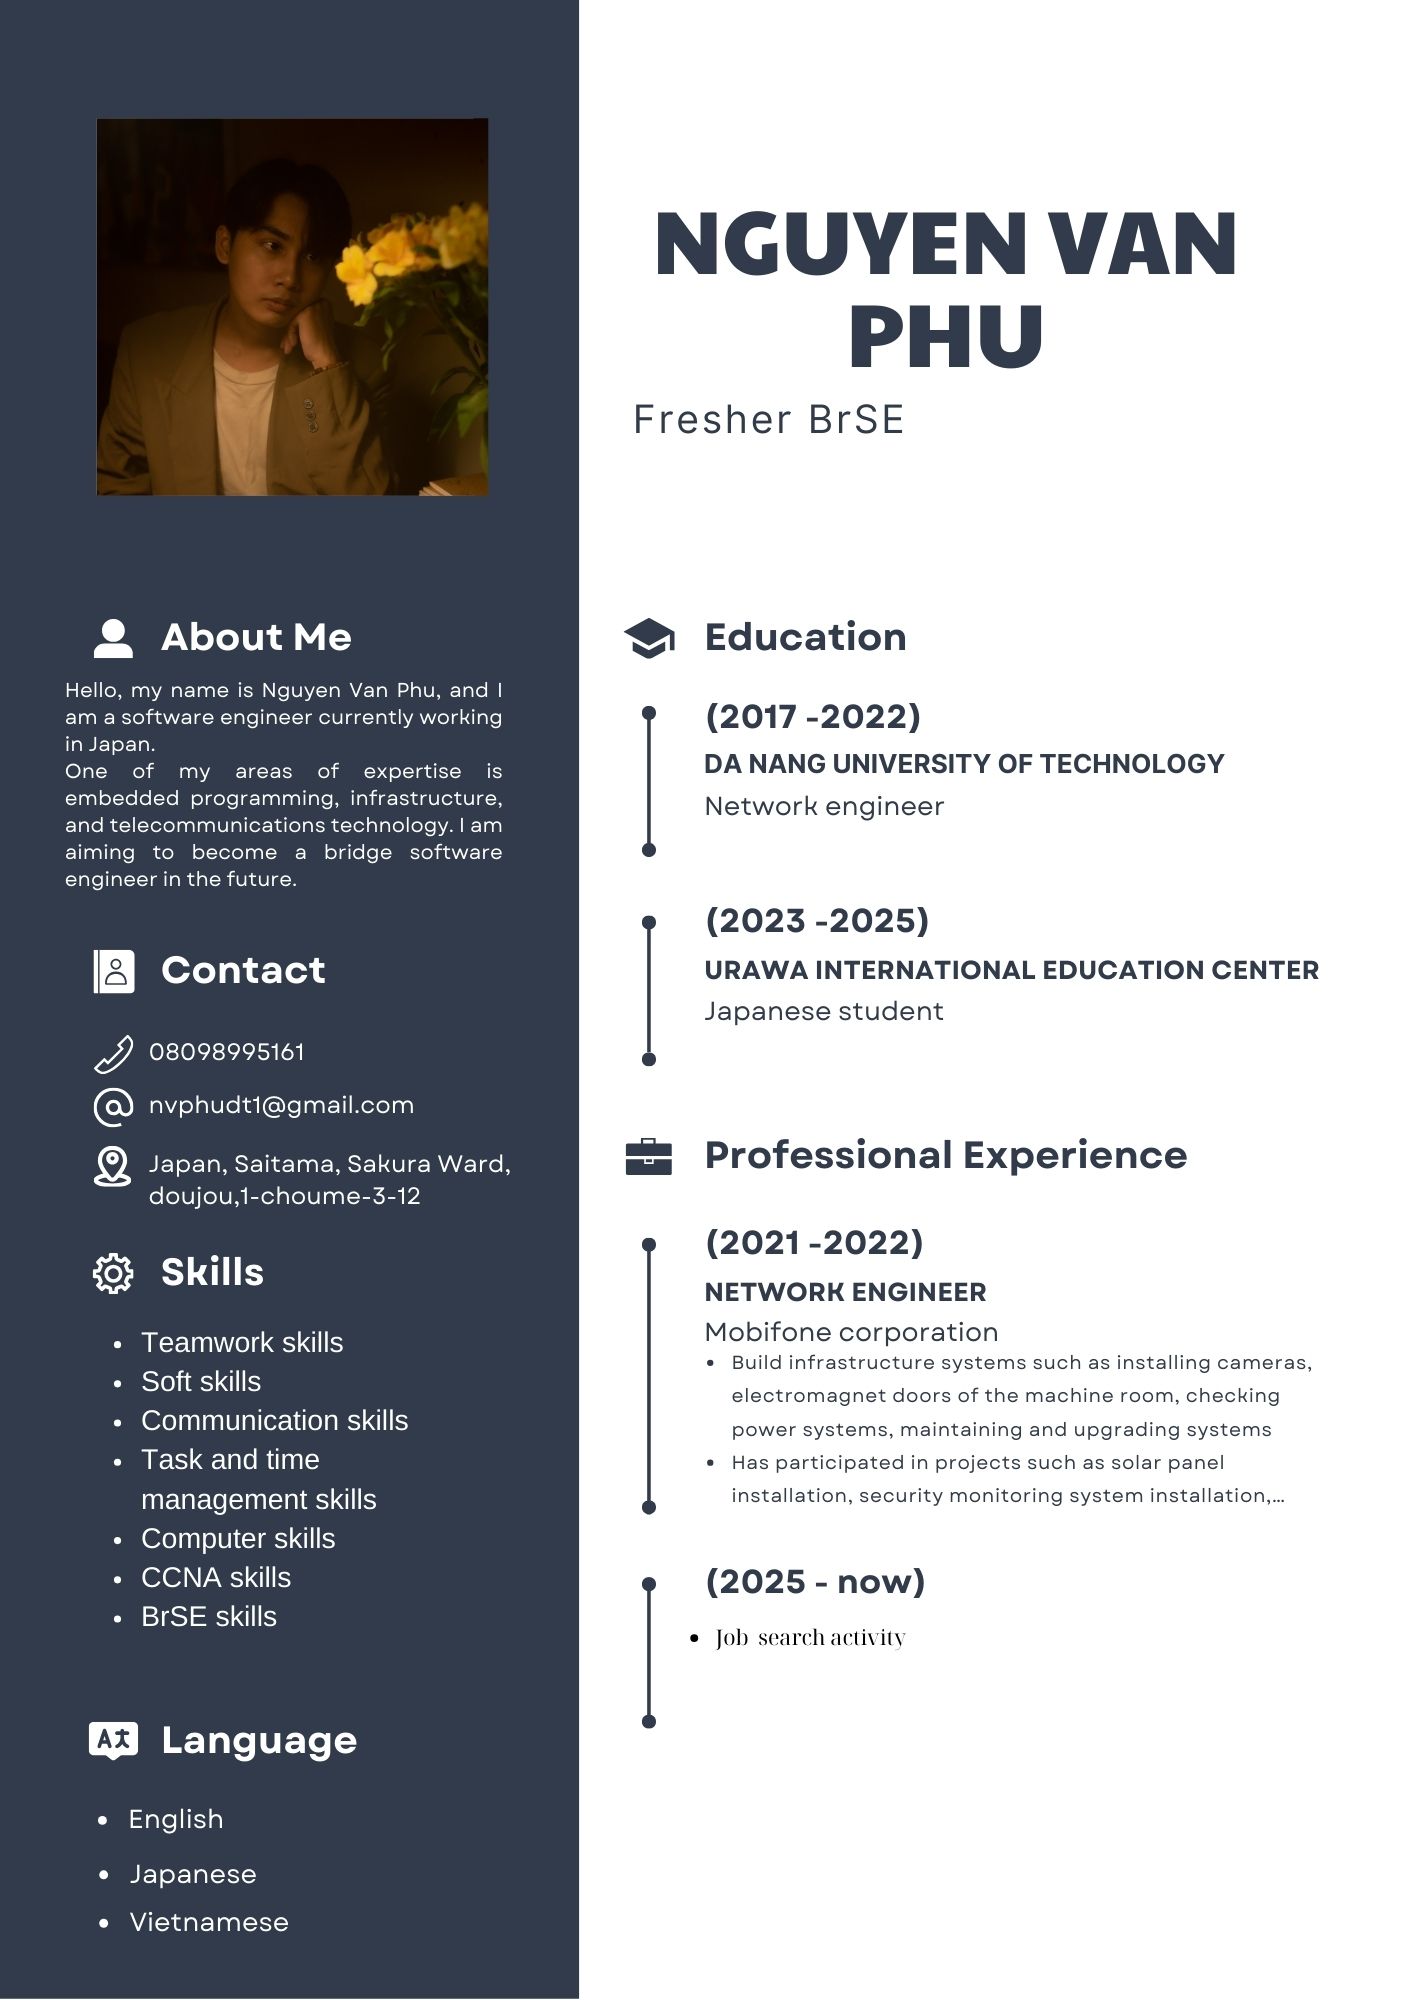 NGUYEN VAN
PHU
Fresher BrSE
About Me
Hello, my name is Nguyen Van Phu, and I
am a software engineer currently working
in Japan.
One of my areas of expertise is
embedded programming, infrastructure,
and telecommunications technology. I am
aiming to become a bridge software
engineer in the future.
Contact
08098995161
nvphudt1@gmail.com
Japan, Saitama, Sakura Ward,
doujou,1-choume-3-12
Skills
• Teamwork skills
• Soft skills
• Communication skills
• Task and time
management skills
• Computer skills
• CCNA skills
• BrSE skills
Language
• English
• Japanese
• Vietnamese
Education
(2017 -2022)
DA NANG UNIVERSITY OF TECHNOLOGY
Network engineer
(2023 -2025)
URAWA INTERNATIONAL EDUCATION CENTER
Japanese student
Professional Experience
(2021 -2022)
NETWORK ENGINEER
Mobifone corporation
• Build infrastructure systems such as installing cameras,
electromagnet doors of the machine room, checking
power systems, maintaining and upgrading systems
• Has participated in projects such as solar panel
installation, security monitoring system installation,...
(2025 - now)
• Job search activity